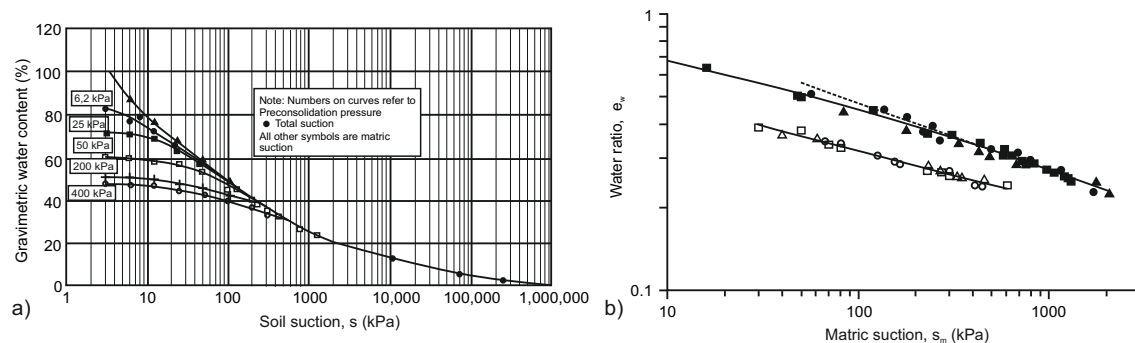 Gravimetric water content (%)
120
100
80
60
40
20
0
6,2 kPa
25 kPa
50 kPa
200 kPa
400 kPa
Note: Numbers on curves refer to
Preconsolidation pressure
● Total suction
All other symbols are matric
suction
1
10
100
1000
10,000
100,000
1,000,000
Soil suction, s (kPa)
a)
Water ratio, e_w
1
0.1
10
100
1000
Matric suction, s_m (kPa)
b)